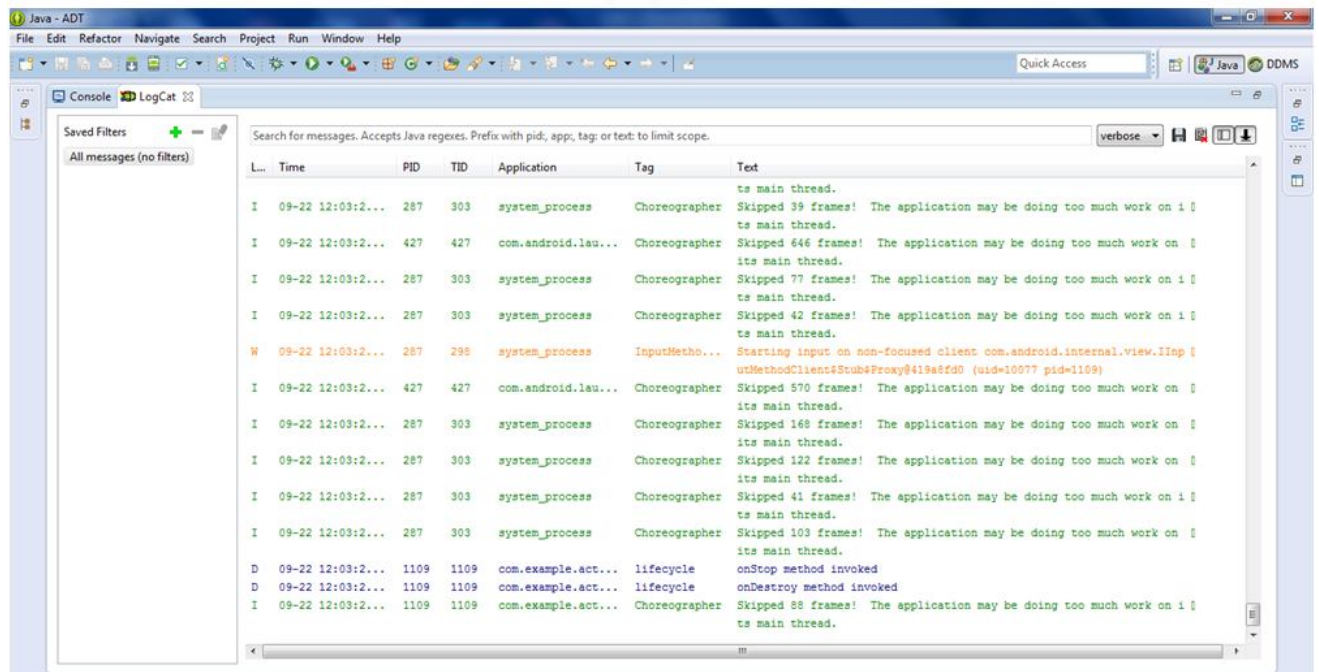 Java - ADT
File Edit Refactor Navigate Search Project Run Window Help
Quick Access Java DDMS
Console LogCat
Saved Filters
Search for messages. Accepts Java regexes. Prefix with pid:, app:, tag: or text: to limit scope. verbose
All messages (no filters)
L... Time PID TID Application Tag Text
ts main thread.
I 09-22 12:03:2... 287 303 system_process Choreographer Skipped 39 frames! The application may be doing too much work on i
ts main thread.
I 09-22 12:03:2... 427 427 com.android.lau... Choreographer Skipped 646 frames! The application may be doing too much work on
its main thread.
I 09-22 12:03:2... 287 303 system_process Choreographer Skipped 77 frames! The application may be doing too much work on i
ts main thread.
I 09-22 12:03:2... 287 303 system_process Choreographer Skipped 42 frames! The application may be doing too much work on i
ts main thread.
W 09-22 12:03:2... 287 298 system_process InputMetho... Starting input on non-focused client com.android.internal.view.IInp
utMethodClient$Stub$Proxy@419a8fd0 (uid=10077 pid=1109)
I 09-22 12:03:2... 427 427 com.android.lau... Choreographer Skipped 570 frames! The application may be doing too much work on
its main thread.
I 09-22 12:03:2... 287 303 system_process Choreographer Skipped 168 frames! The application may be doing too much work on
its main thread.
I 09-22 12:03:2... 287 303 system_process Choreographer Skipped 122 frames! The application may be doing too much work on
its main thread.
I 09-22 12:03:2... 287 303 system_process Choreographer Skipped 41 frames! The application may be doing too much work on i
ts main thread.
I 09-22 12:03:2... 287 303 system_process Choreographer Skipped 103 frames! The application may be doing too much work on
its main thread.
D 09-22 12:03:2... 1109 1109 com.example.act... lifecycle onStop method invoked
D 09-22 12:03:2... 1109 1109 com.example.act... lifecycle onDestroy method invoked
I 09-22 12:03:2... 1109 1109 com.example.act... Choreographer Skipped 88 frames! The application may be doing too much work on i
ts main thread.